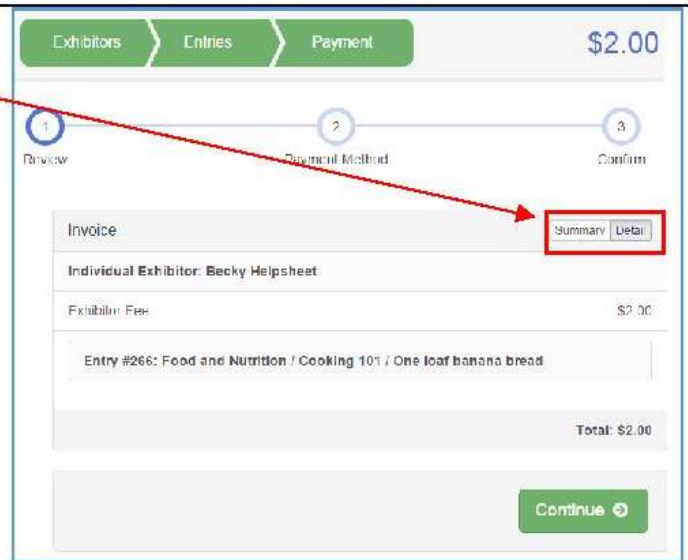 Exhibitors Entries Payment $2.00
1 2 3
Review Payment Method Confirm
Invoice Summary Detail
Individual Exhibitor: Becky Helpsheet
Exhibitor Fee $2.00
Entry #266: Food and Nutrition / Cooking 101 / One loaf banana bread
Total: $2.00
Continue